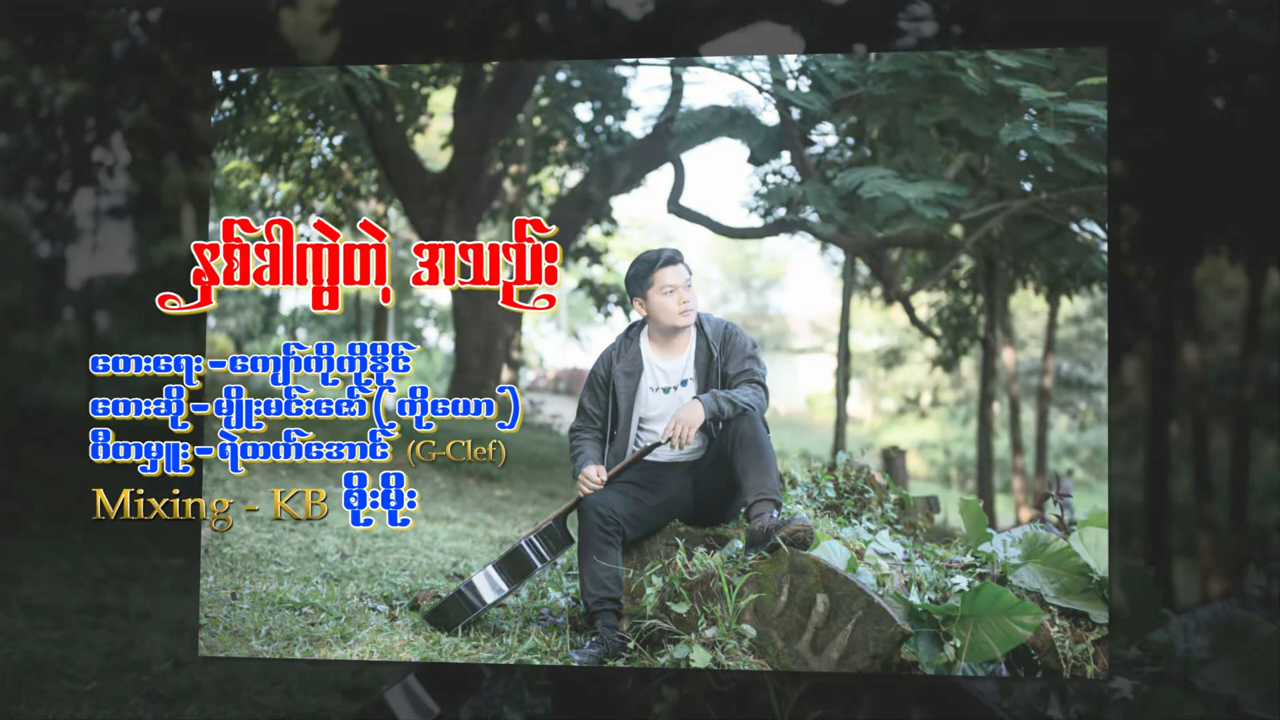 နှစ်ခါကွဲတဲ့ အသည်း
တေးရေး - ကျော်ကိုကိုနိုင်
တေးဆို - မျိုးမင်းဇော် ( ကိုယော )
ဂီတမှူး - ရဲထက်အောင် (G-Clef)
Mixing - KB စိုးမိုး